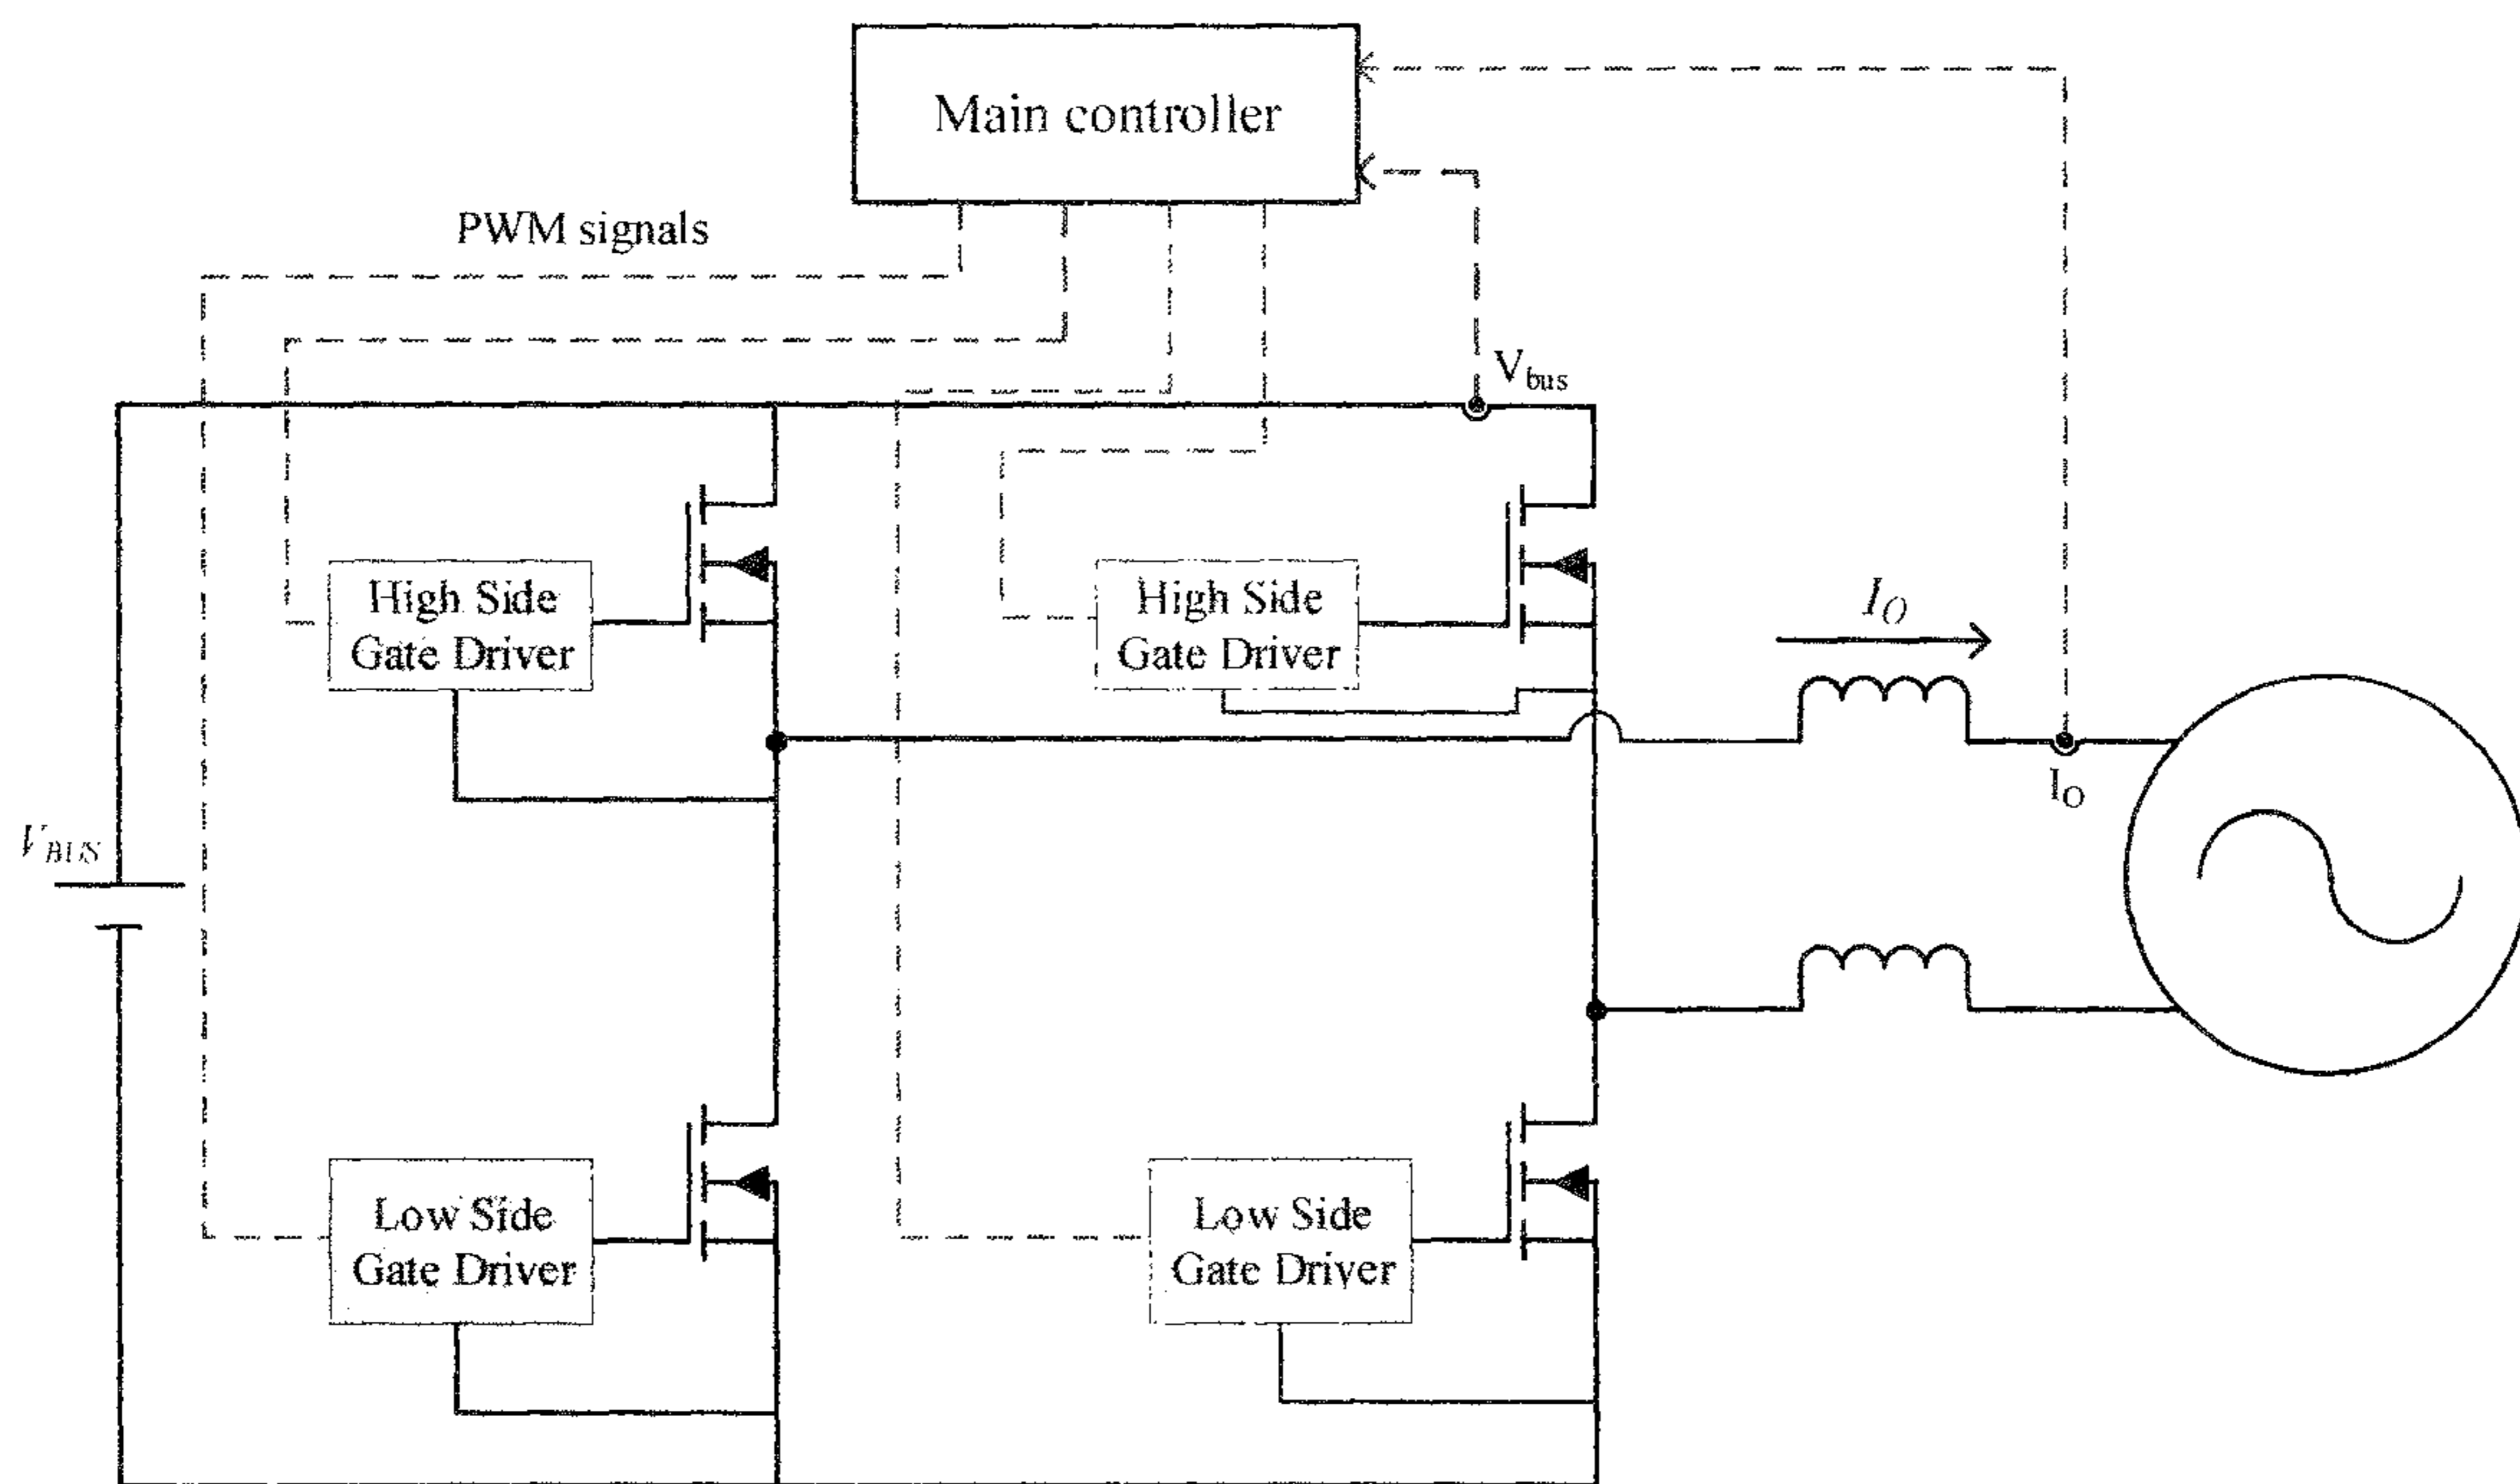 Main controller
PWM signals
Vbus
High Side
Gate Driver
High Side
Gate Driver
IO
IO
VBUS
Low Side
Gate Driver
Low Side
Gate Driver